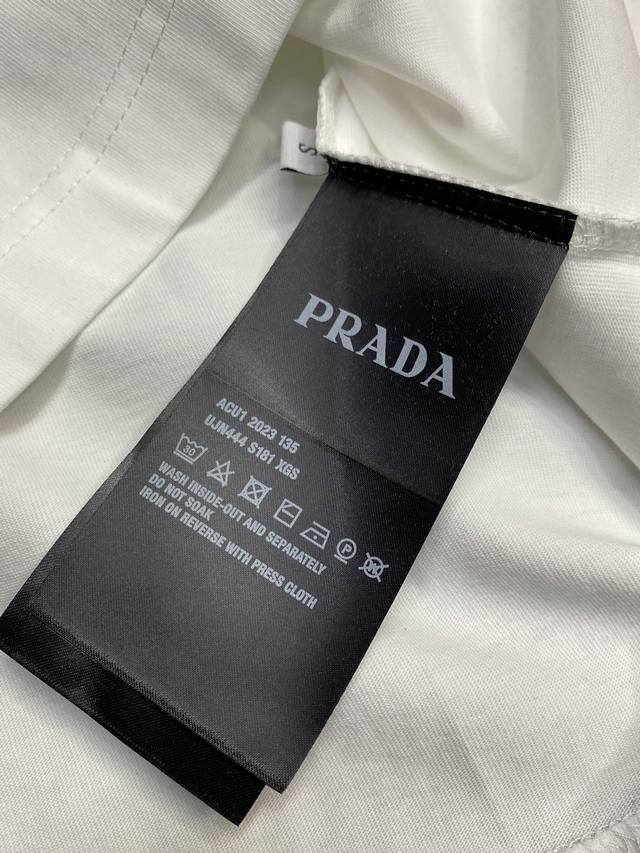 S
PRADA
ACU1 2023 135
UJN444 S181 XGS
30
P
WASH INSIDE-OUT AND SEPARATELY
DO NOT SOAK
IRON ON REVERSE WITH PRESS CLOTH